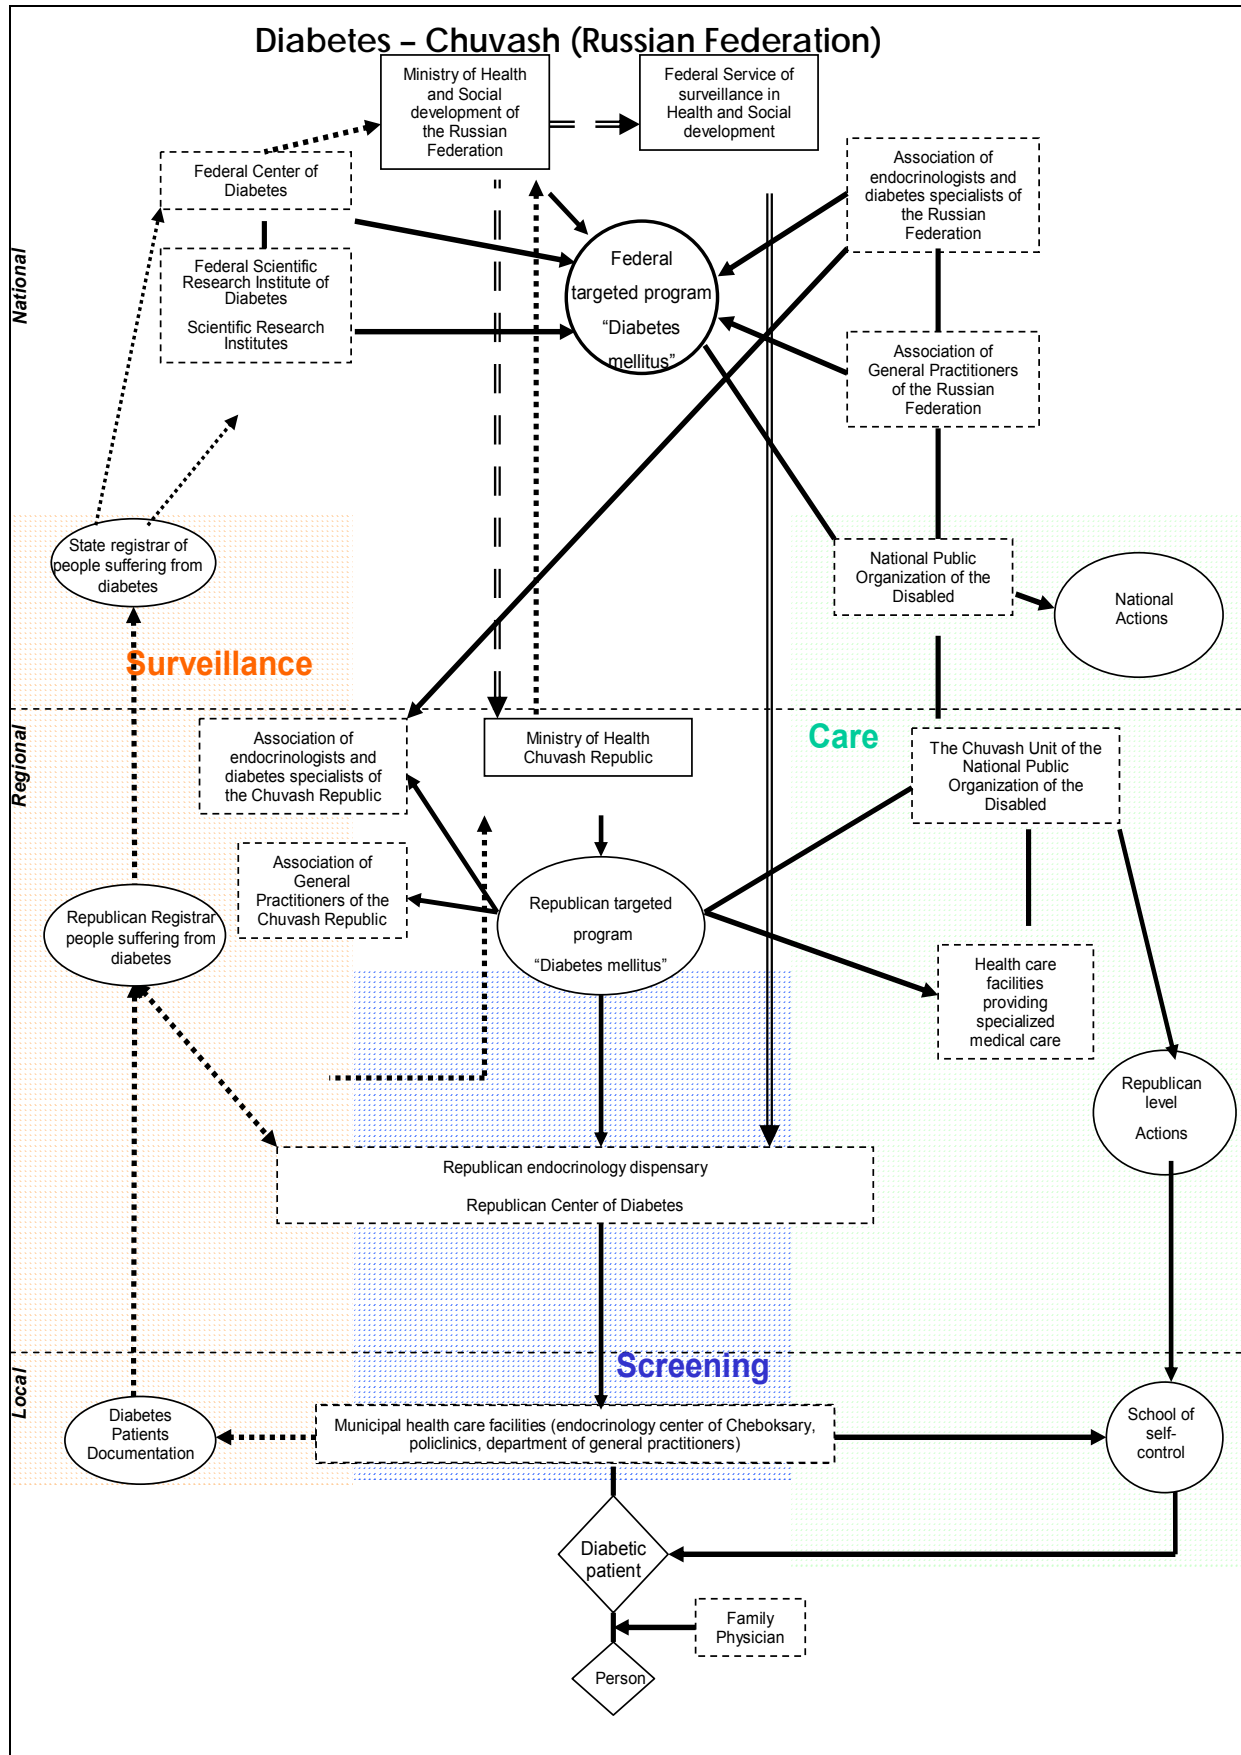 Diabetes – Chuvash (Russian Federation)
Ministry of Health
and Social
development of
the Russian
Federation
Federal Service of
surveillance in
Health and Social
development
Federal Center of
Diabetes
Association of
endocrinologists and
diabetes specialists of
the Russian
Federation
National
Federal Scientific
Research Institute of
Diabetes
Scientific Research
Institutes
Federal
targeted program
“Diabetes
mellitus”
Association of
General Practitioners
of the Russian
Federation
State registrar of
people suffering from
diabetes
National Public
Organization of the
Disabled
National
Actions
Surveillance
Regional
Association of
endocrinologists and
diabetes specialists of
the Chuvash Republic
Ministry of Health
Chuvash Republic
Care
The Chuvash Unit of the
National Public
Organization of the
Disabled
Association of
General
Practitioners of the
Chuvash Republic
Republican Registrar
people suffering from
diabetes
Republican targeted
program
“Diabetes mellitus”
Health care
facilities
providing
specialized
medical care
Republican
level
Actions
Republican endocrinology dispensary
Republican Center of Diabetes
Screening
Local
Diabetes
Patients
Documentation
Municipal health care facilities (endocrinology center of Cheboksary,
policlinics, department of general practitioners)
School of
self-
control
Diabetic
patient
Family
Physician
Person